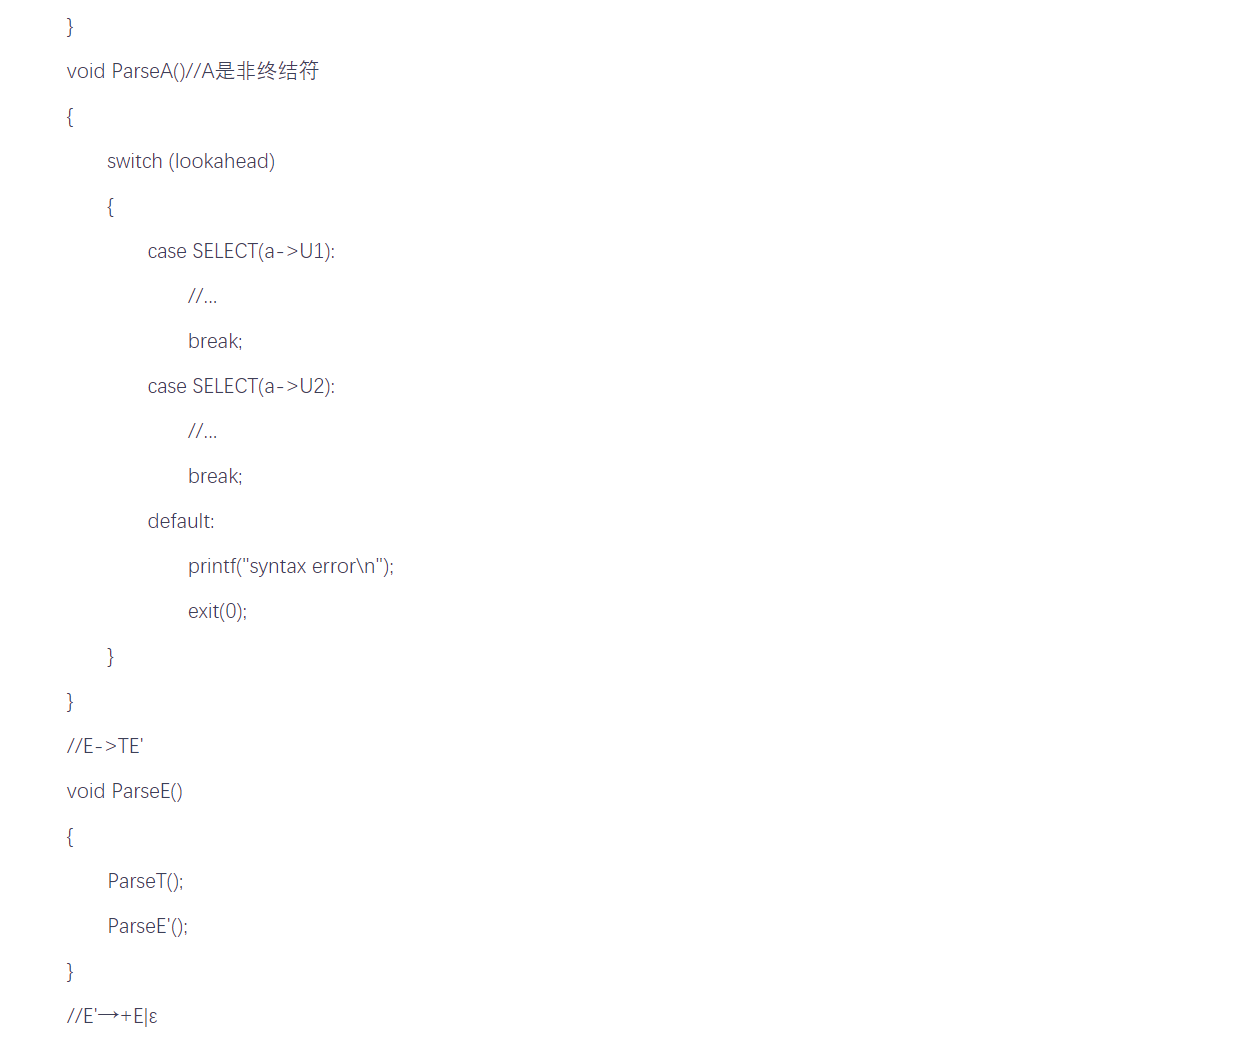 }
void ParseA()//A是非终结符
{
switch (lookahead)
{
case SELECT(a->U1):
//...
break;
case SELECT(a->U2):
//...
break;
default:
printf("syntax error\n");
exit(0);
}
}
//E->TE'
void ParseE()
{
ParseT();
ParseE'();
}
//E'→+E|ε